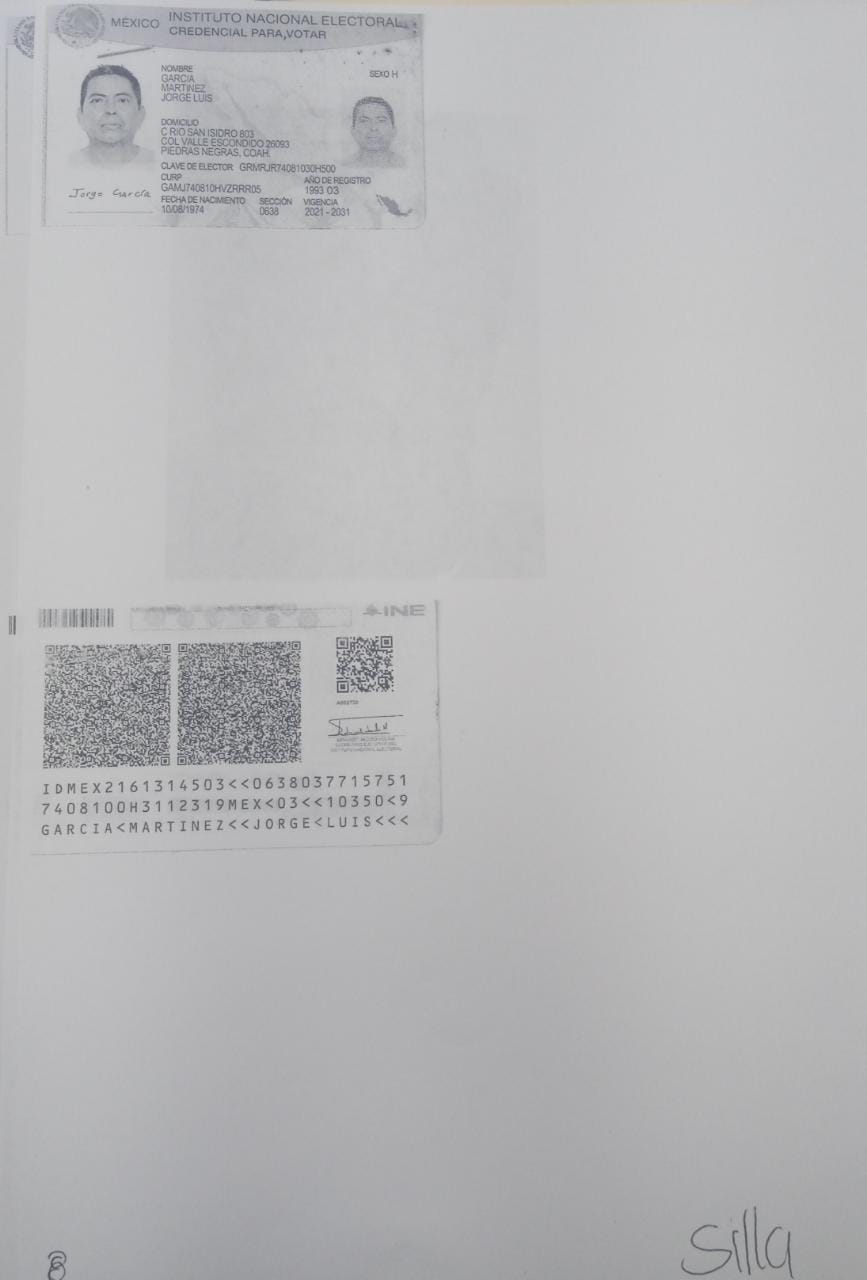 MÉXICO INSTITUTO NACIONAL ELECTORAL
CREDENCIAL PARA VOTAR
NOMBRE
GARCIA
MARTINEZ
JORGE LUIS
SEXO H
DOMICILIO
C RIO SAN ISIDRO 803
COL VALLE ESCONDIDO 26093
PIEDRAS NEGRAS, COAH.
CLAVE DE ELECTOR GRMRJR74081030H500
CURP
GAMJ740810HVZRRR05
AÑO DE REGISTRO
1993 03
FECHA DE NACIMIENTO
10/08/1974
SECCIÓN
0638
VIGENCIA
2021 - 2031
Jorge García
INE
IDMEX2161314503<<0638037715751
7408100H3112319MEX<03<<10350<9
GARCIA<MARTINEZ<<JORGE<LUIS<<<
Silla
8